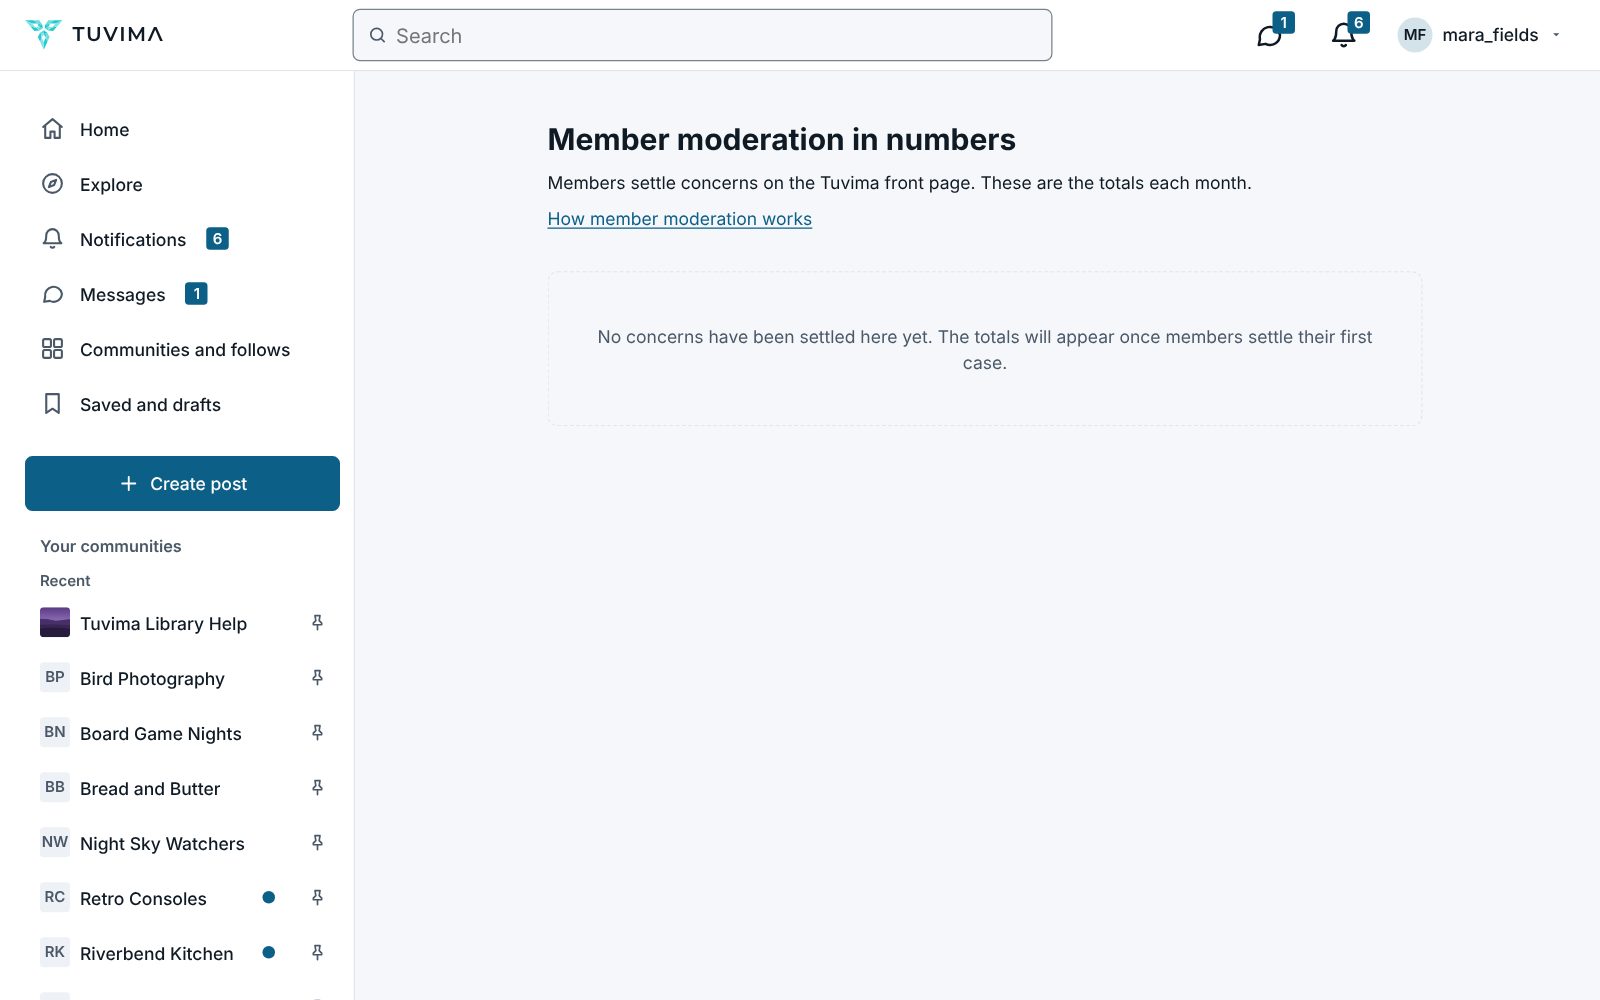 TUVIMA
Search
1
6
MF
mara_fields
Home
Explore
Notifications 6
Messages 1
Communities and follows
Saved and drafts
Create post
Your communities
Recent
Tuvima Library Help
BP Bird Photography
BN Board Game Nights
BB Bread and Butter
NW Night Sky Watchers
RC Retro Consoles
RK Riverbend Kitchen
Member moderation in numbers
Members settle concerns on the Tuvima front page. These are the totals each month.
How member moderation works
No concerns have been settled here yet. The totals will appear once members settle their first
case.